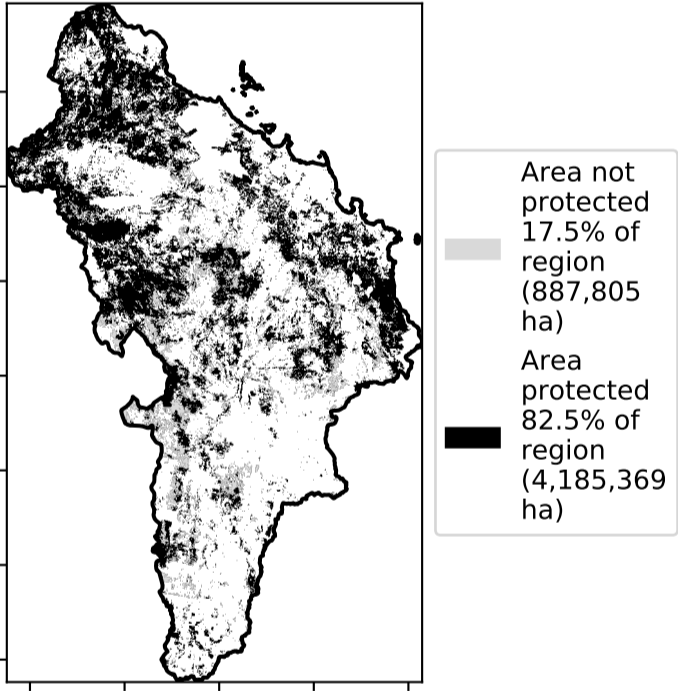 Area not
protected
17.5% of
region
(887,805
ha)
Area
protected
82.5% of
region
(4,185,369
ha)